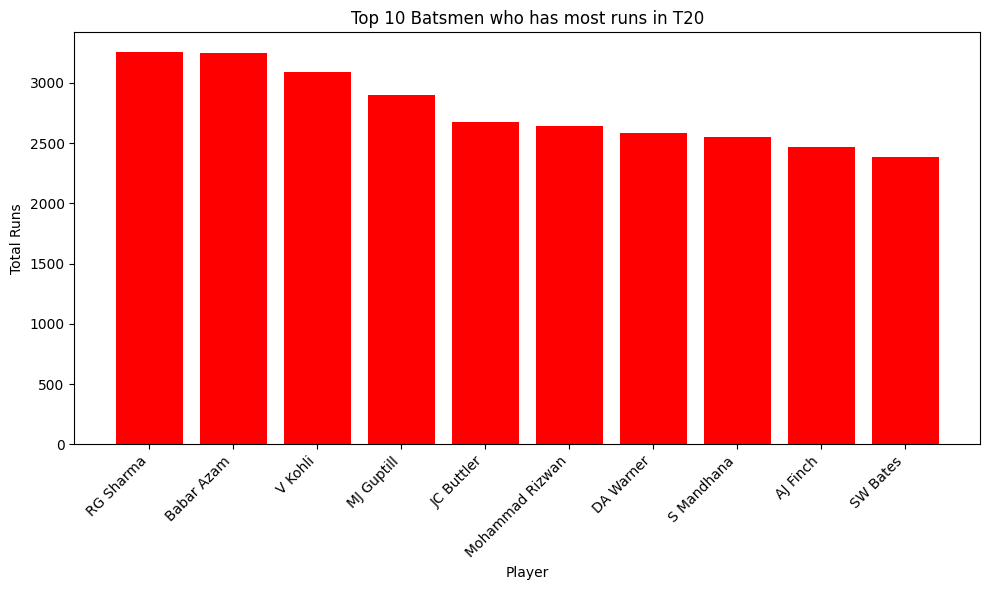 Top 10 Batsmen who has most runs in T20
Total Runs
3000
2500
2000
1500
1000
500
0
RG Sharma
Babar Azam
V Kohli
MJ Guptill
JC Buttler
Mohammad Rizwan
DA Warner
S Mandhana
AJ Finch
SW Bates
Player